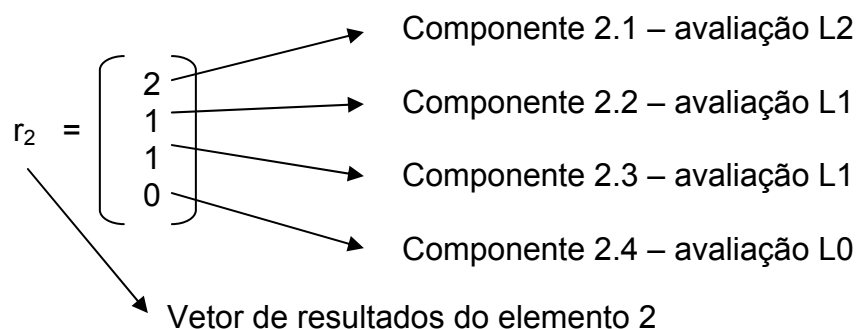 Componente 2.1 – avaliação L2
2
Componente 2.2 – avaliação L1
1
r₂ =
1
Componente 2.3 – avaliação L1
0
Componente 2.4 – avaliação L0
Vetor de resultados do elemento 2